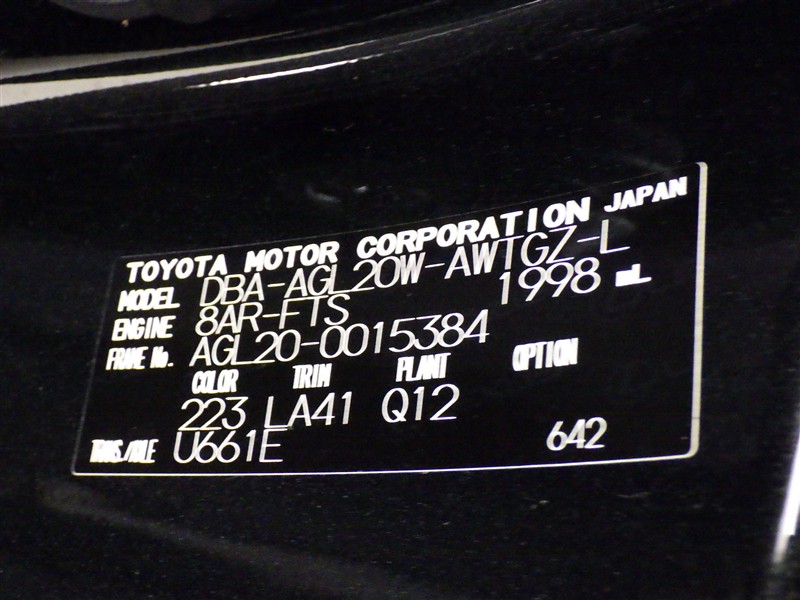 TOYOTA MOTOR CORPORATION JAPAN
MODEL DBA-AGL20W-AWTGZ-L
ENGINE 8AR-FTS 1998 mL
FRAME No. AGL20-0015384
COLOR TRIM PLANT OPTION
223 LA41 Q12
TRANS./AXLE U661E 642